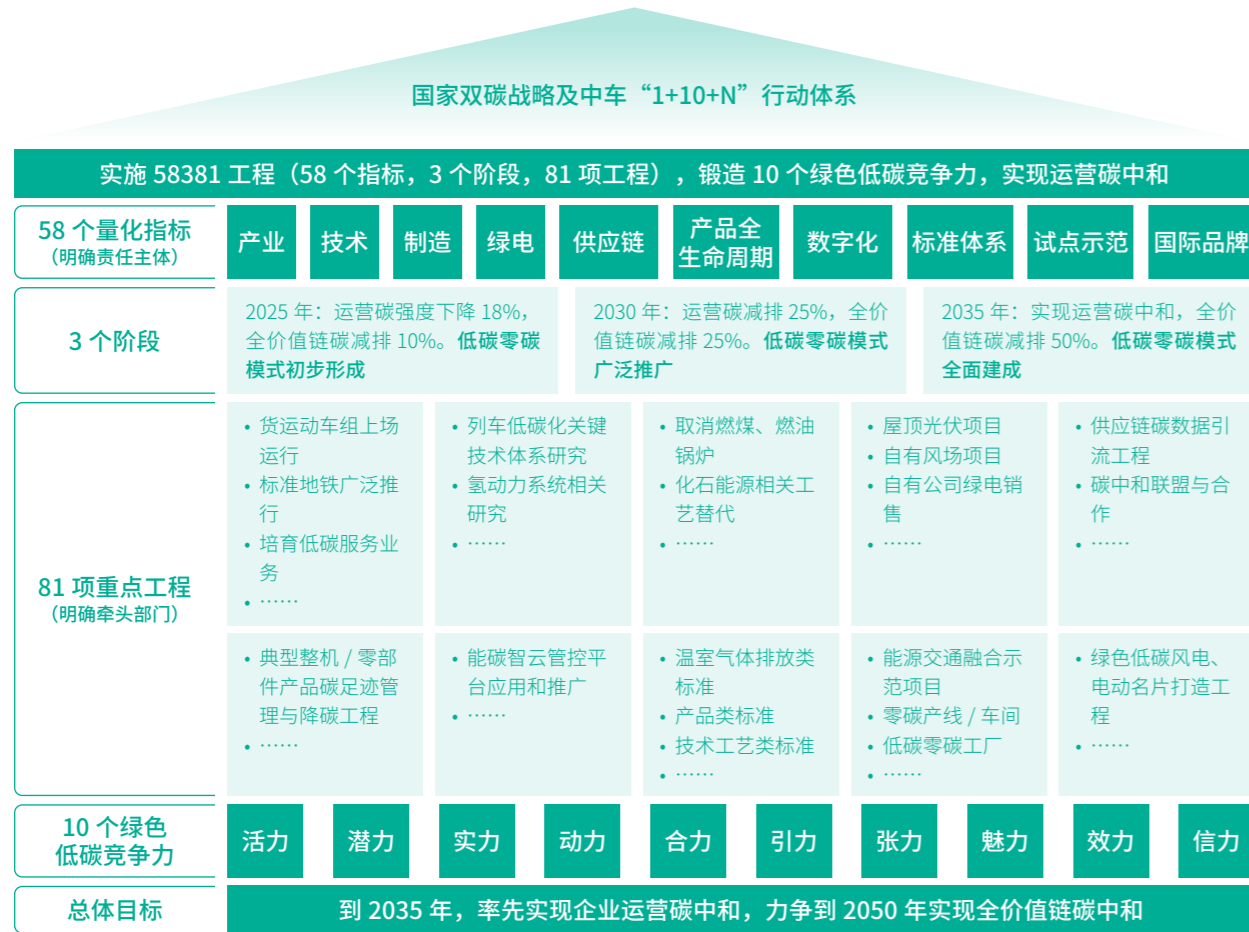 国家双碳战略及中车“1+10+N”行动体系
实施 58381 工程（58 个指标，3 个阶段，81 项工程），锻造 10 个绿色低碳竞争力，实现运营碳中和
58 个量化指标
（明确责任主体）
产业
技术
制造
绿电
供应链
产品全
生命周期
数字化
标准体系
试点示范
国际品牌
3 个阶段
2025 年：运营碳强度下降 18%，
全价值链碳减排 10%。低碳零碳
模式初步形成
2030 年：运营碳减排 25%，全价
值链碳减排 25%。低碳零碳模式
广泛推广
2035 年：实现运营碳中和，全价
值链碳减排 50%。低碳零碳模式
全面建成
81 项重点工程
（明确牵头部门）
• 货运动车组上场
运行
• 标准地铁广泛推
行
• 培育低碳服务业
务
• ……
• 列车低碳化关键
技术体系研究
• 氢动力系统相关
研究
• ……
• 取消燃煤、燃油
锅炉
• 化石能源相关工
艺替代
• ……
• 屋顶光伏项目
• 自有风场项目
• 自有公司绿电销
售
• ……
• 供应链碳数据引
流工程
• 碳中和联盟与合
作
• ……
• 典型整机 / 零部
件产品碳足迹管
理与降碳工程
• ……
• 能碳智云管控平
台应用和推广
• ……
• 温室气体排放类
标准
• 产品类标准
• 技术工艺类标准
• ……
• 能源交通融合示
范项目
• 零碳产线 / 车间
• 低碳零碳工厂
• ……
• 绿色低碳风电、
电动名片打造工
程
• ……
10 个绿色
低碳竞争力
活力
潜力
实力
动力
合力
引力
张力
魅力
效力
信力
总体目标
到 2035 年，率先实现企业运营碳中和，力争到 2050 年实现全价值链碳中和